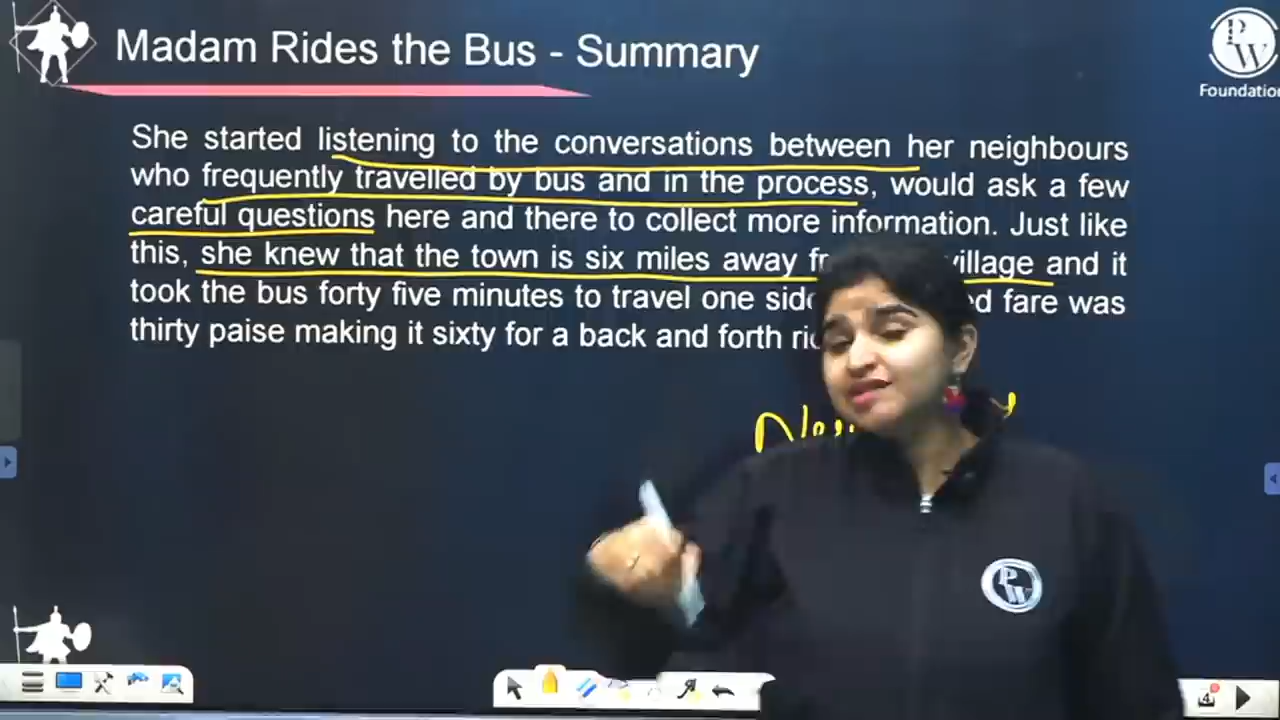 Madam Rides the Bus - Summary
PW
Foundation
She started listening to the conversations between her neighbours
who frequently travelled by bus and in the process, would ask a few
careful questions here and there to collect more information. Just like
this, she knew that the town is six miles away village and it
took the bus forty five minutes to travel one fare was
thirty paise making it sixty for a back and forth
PW